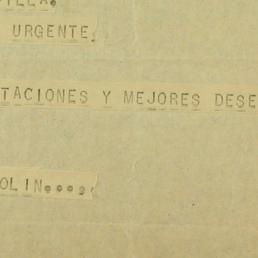 URGENTE.
TACIONES Y MEJORES DESE
OLIN....